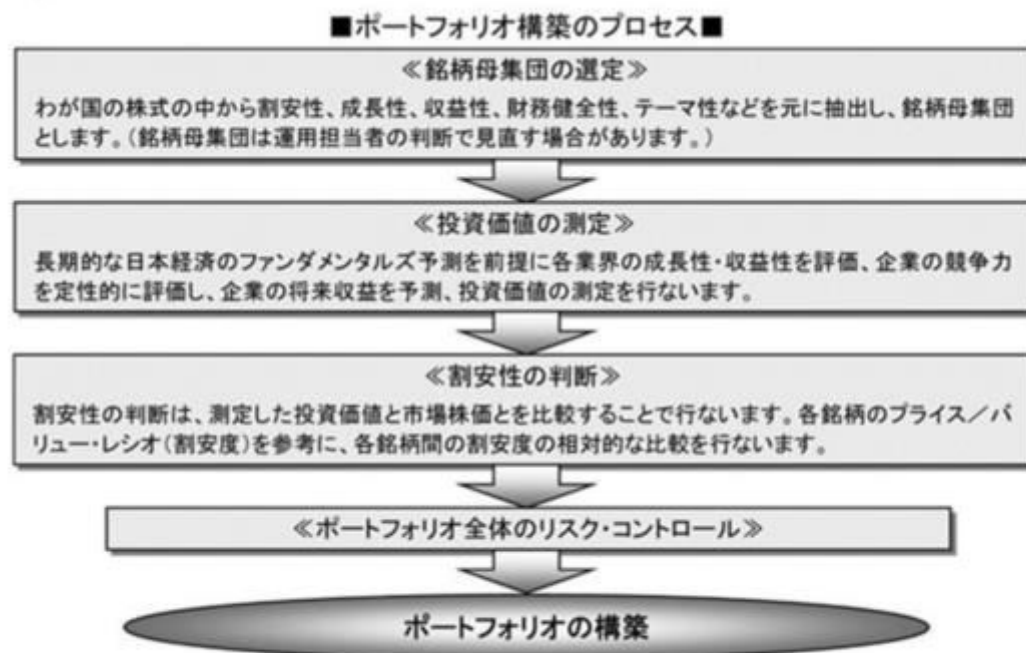 ■ポートフォリオ構築のプロセス■
≪銘柄母集団の選定≫
わが国の株式の中から割安性、成長性、収益性、財務健全性、テーマ性などを元に抽出し、銘柄母集団
とします。（銘柄母集団は運用担当者の判断で見直す場合があります。）
≪投資価値の測定≫
長期的な日本経済のファンダメンタルズ予測を前提に各業界の成長性・収益性を評価、企業の競争力
を定性的に評価し、企業の将来収益を予測、投資価値の測定を行ないます。
≪割安性の判断≫
割安性の判断は、測定した投資価値と市場株価とを比較することで行ないます。各銘柄のプライス／バ
リュー・レシオ（割安度）を参考に、各銘柄間の割安度の相対的な比較を行ないます。
≪ポートフォリオ全体のリスク・コントロール≫
ポートフォリオの構築